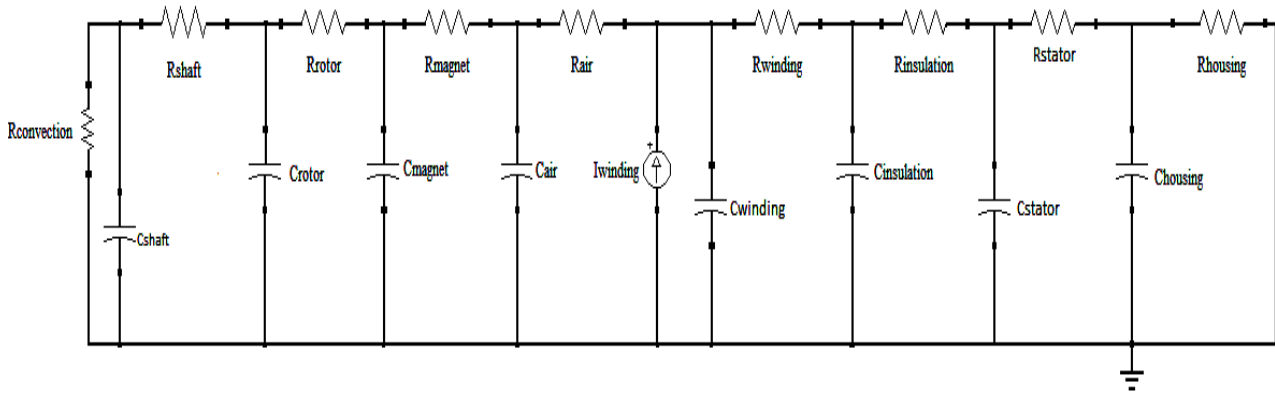 Rshaft
Rrotor
Rmagnet
Rair
Rwinding
Rinsulation
Rstator
Rhousing
Rconvection
Cshaft
Crotor
Cmagnet
Cair
Iwinding
+
Cwinding
Cinsulation
Cstator
Chousing